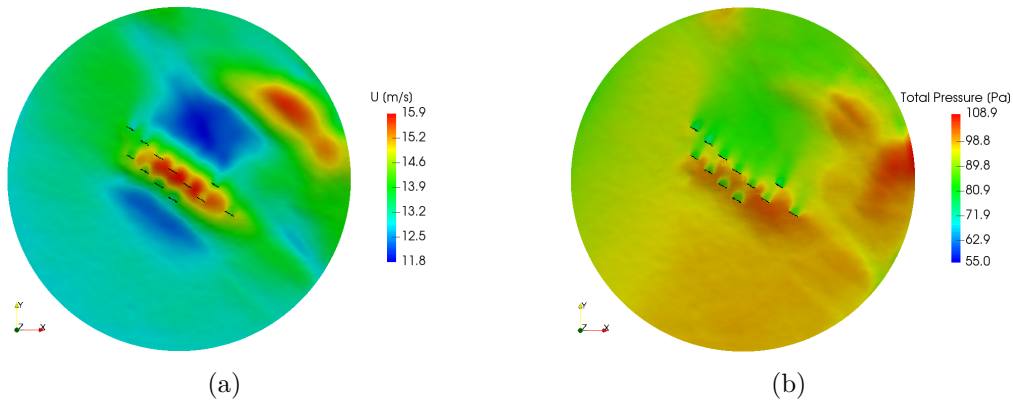 U (m/s)
15.9
15.2
14.6
13.9
13.2
12.5
11.8
Y
Z X
(a)
Total Pressure (Pa)
108.9
98.8
89.8
80.9
71.9
62.9
55.0
Y
Z X
(b)